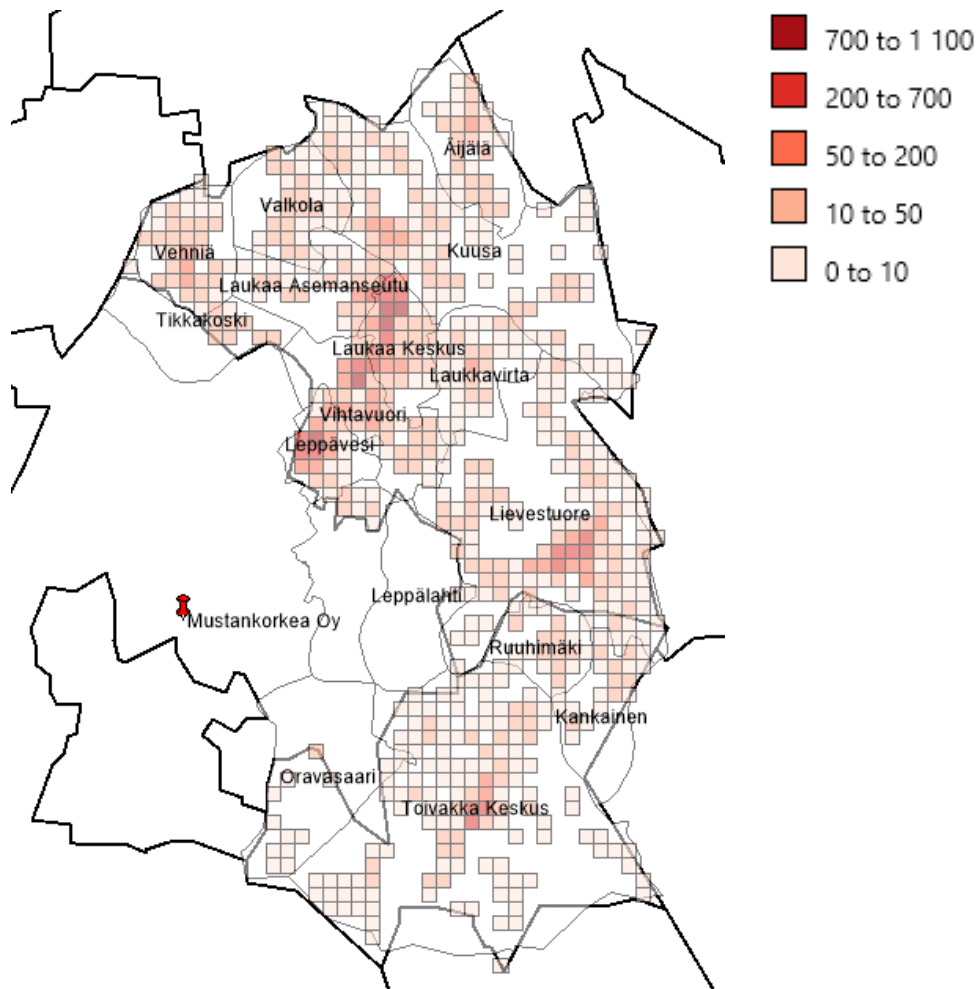 700 to 1 100
200 to 700
50 to 200
10 to 50
0 to 10
Äijälä
Valkola
Kuusa
Vehniä
Laukaa Asemanseutu
Tikkakoski
Laukaa Keskus
Laukkavirta
Vihtavuori
Leppävesi
Lievestuore
Leppälahti
Mustankorkea Oy
Ruuhimäki
Kankainen
Oravasaari
Toivakka Keskus